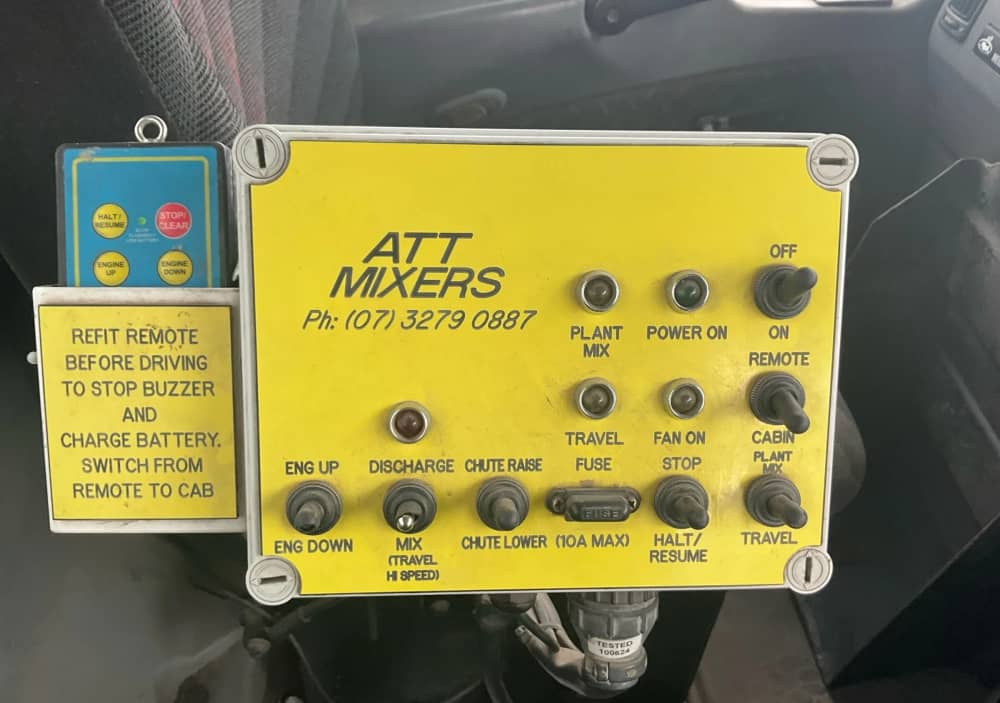 HALT/
RESUME
STOP/
CLEAR
ENGINE
UP
ENGINE
DOWN
REFIT REMOTE
BEFORE DRIVING
TO STOP BUZZER
AND
CHARGE BATTERY.
SWITCH FROM
REMOTE TO CAB
ATT
MIXERS
Ph: (07) 3279 0887
OFF
PLANT
MIX
POWER ON
ON
REMOTE
TRAVEL
FAN ON
CABIN
ENG UP
DISCHARGE
CHUTE RAISE
FUSE
STOP
PLANT
MIX
FUSE
ENG DOWN
MIX
(TRAVEL
HI SPEED)
CHUTE LOWER
(10A MAX)
HALT/
RESUME
TRAVEL
TESTED
100624